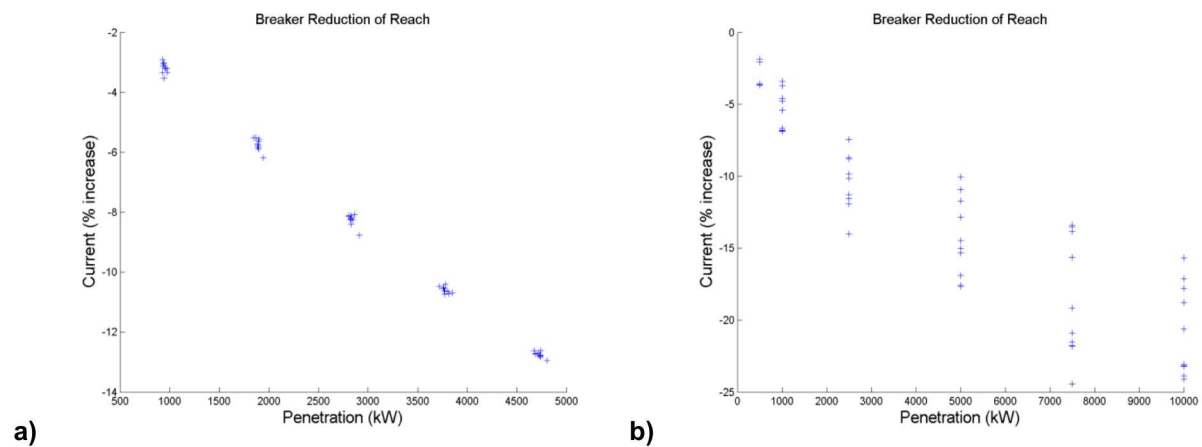 Breaker Reduction of Reach
Current (% increase)
-2
-4
-6
-8
-10
-12
-14
500 1000 1500 2000 2500 3000 3500 4000 4500 5000
Penetration (kW)
a)
Breaker Reduction of Reach
Current (% increase)
0
-5
-10
-15
-20
-25
0 1000 2000 3000 4000 5000 6000 7000 8000 9000 10000
Penetration (kW)
b)